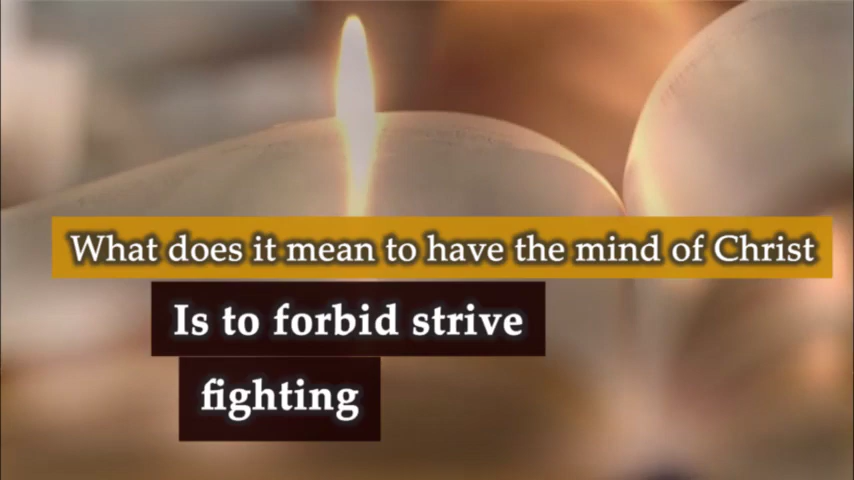 What does it mean to have the mind of Christ
Is to forbid strive
fighting